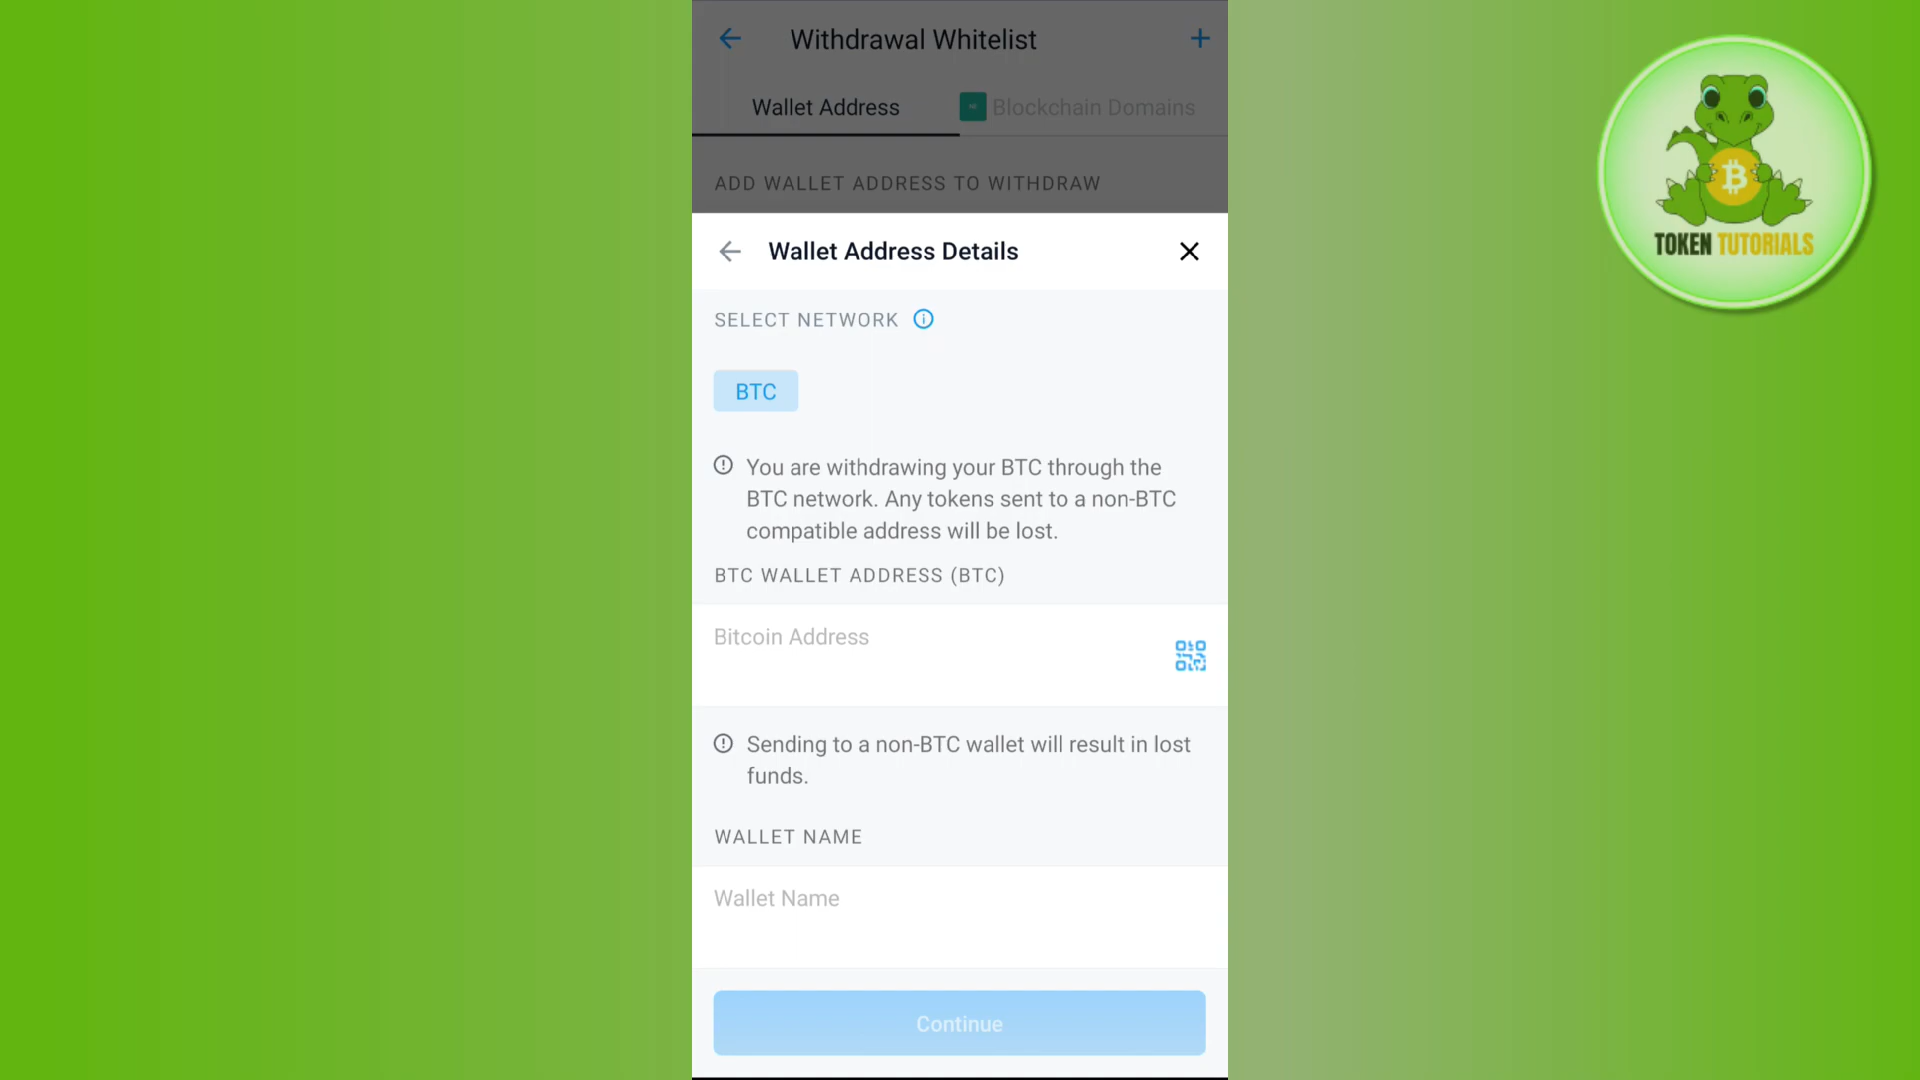 Withdrawal Whitelist
Wallet Address
Blockchain Domains
ADD WALLET ADDRESS TO WITHDRAW
Wallet Address Details
SELECT NETWORK
BTC
You are withdrawing your BTC through the
BTC network. Any tokens sent to a non-BTC
compatible address will be lost.
BTC WALLET ADDRESS (BTC)
Bitcoin Address
Sending to a non-BTC wallet will result in lost
funds.
WALLET NAME
Wallet Name
Continue
TOKEN TUTORIALS